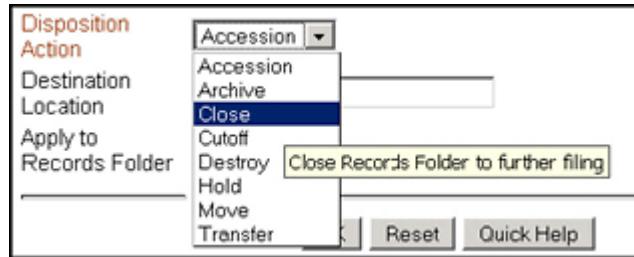 Disposition
Action
Accession
Accession
Destination
Location
Archive
Close
Apply to
Records Folder
Cutoff
Destroy
Close Records Folder to further filing
Hold
Move
Transfer
Reset
Quick Help